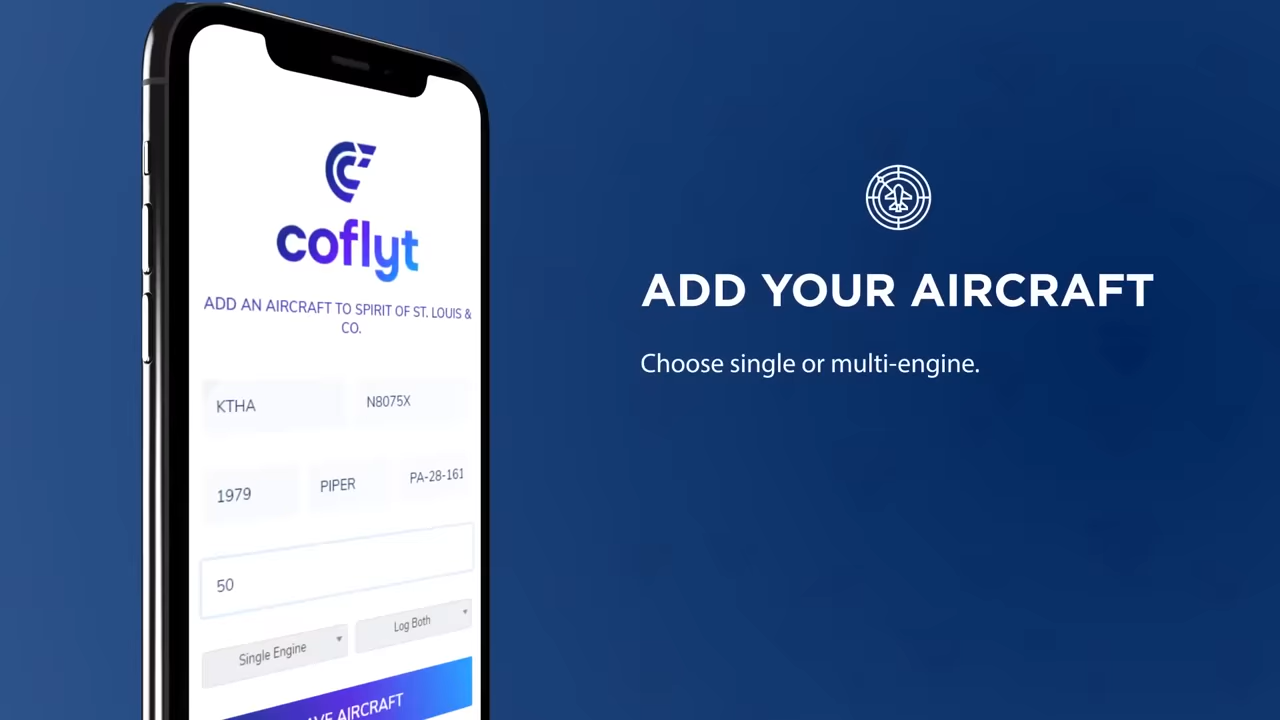 coflyt
ADD AN AIRCRAFT TO SPIRIT OF ST. LOUIS &
CO.
KTHA
N8075X
1979
PIPER
PA-28-161
50
Single Engine
Log Both
AIRCRAFT
ADD YOUR AIRCRAFT
Choose single or multi-engine.